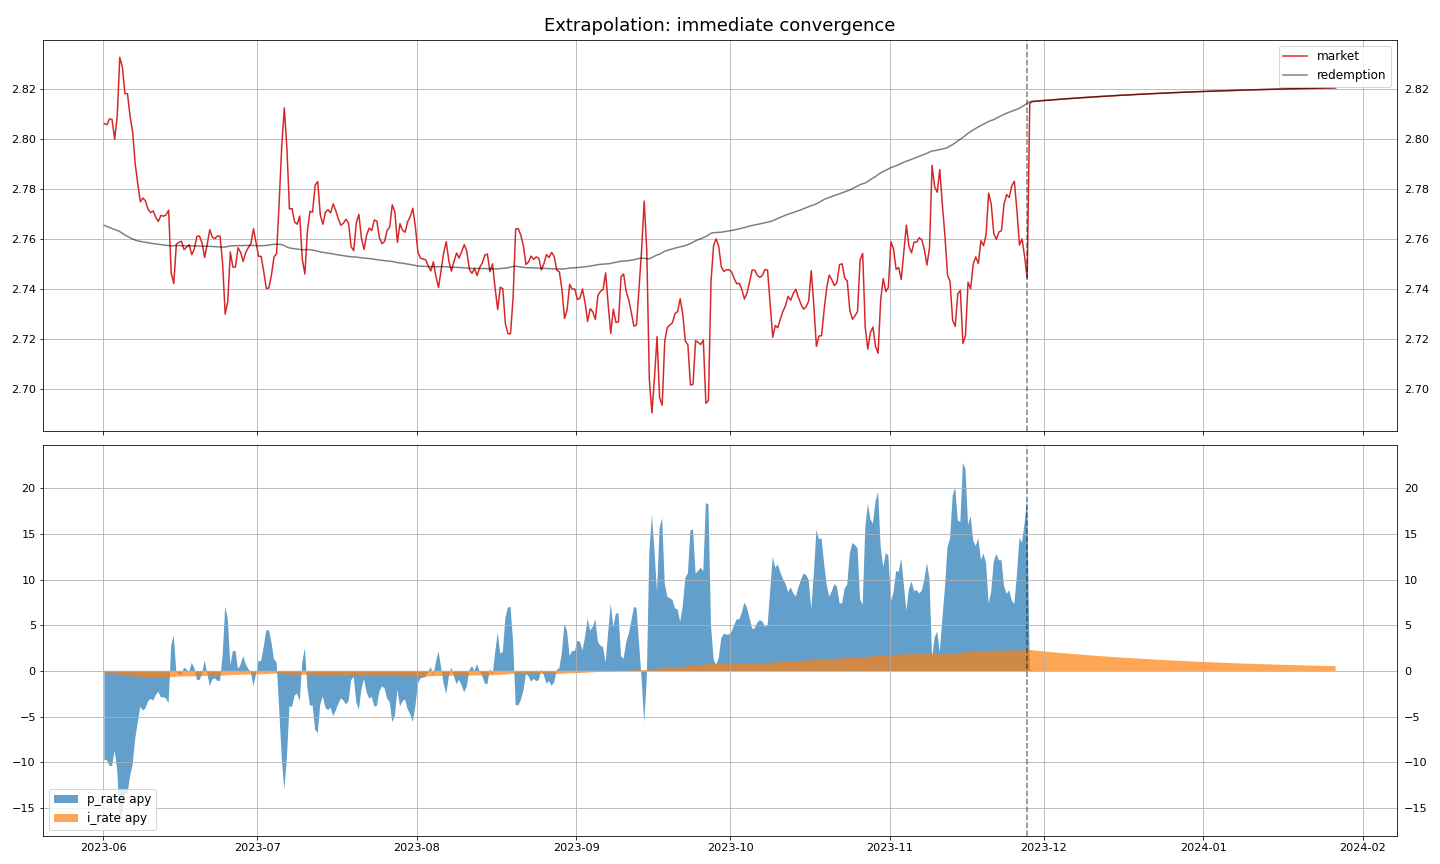 Extrapolation: immediate convergence
market
redemption
2.82 2.82
2.80 2.80
2.78 2.78
2.76 2.76
2.74 2.74
2.72 2.72
2.70 2.70
20 20
15 15
10 10
5 5
0 0
−5 −5
−10 −10
−15 −15
p_rate apy
i_rate apy
2023-06 2023-07 2023-08 2023-09 2023-10 2023-11 2023-12 2024-01 2024-02